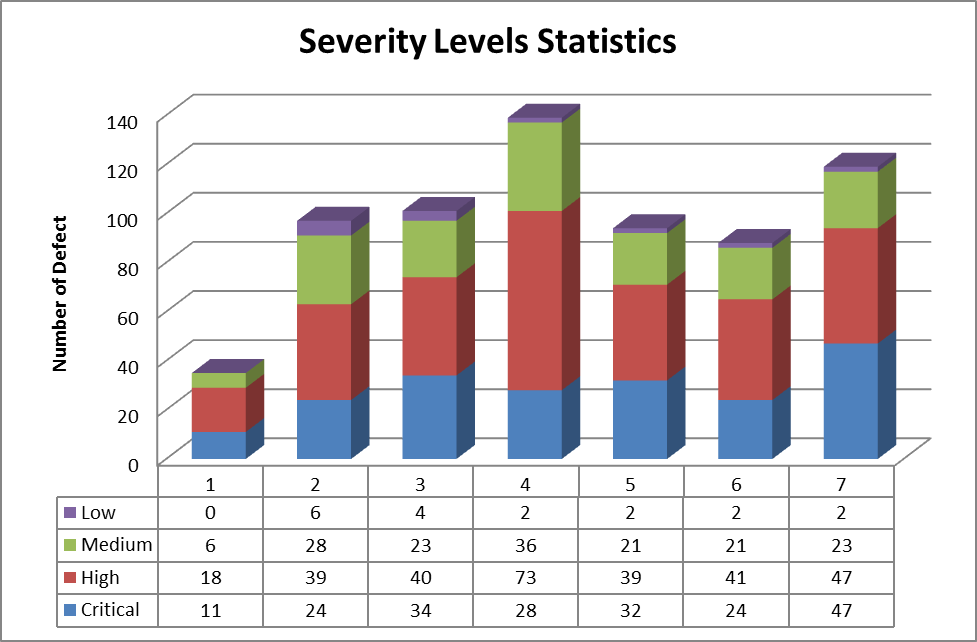 Severity Levels Statistics
Number of Defect
140
120
100
80
60
40
20
0
1 2 3 4 5 6 7
Low 0 6 4 2 2 2 2
Medium 6 28 23 36 21 21 23
High 18 39 40 73 39 41 47
Critical 11 24 34 28 32 24 47